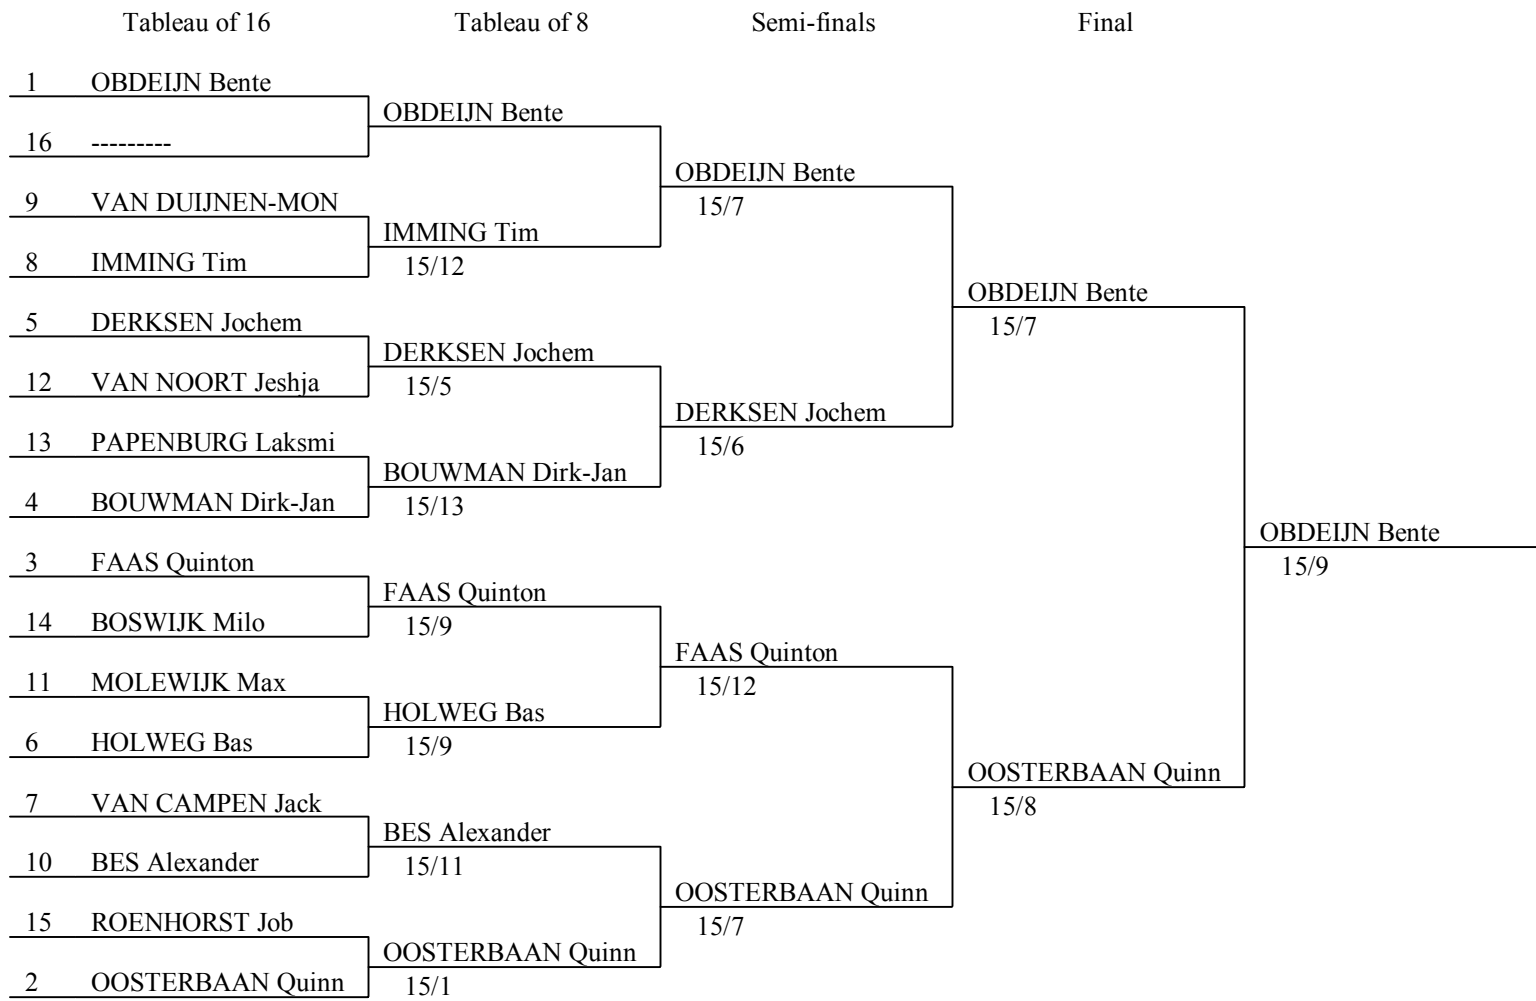 Tableau of 16 Tableau of 8 Semi-finals Final
1 OBDEIJN Bente
OBDEIJN Bente
16 ---------
OBDEIJN Bente
15/7
9 VAN DUIJNEN-MON
IMMING Tim
15/12
8 IMMING Tim
OBDEIJN Bente
15/7
5 DERKSEN Jochem
DERKSEN Jochem
15/5
12 VAN NOORT Jeshja
DERKSEN Jochem
15/6
13 PAPENBURG Laksmi
BOUWMAN Dirk-Jan
15/13
4 BOUWMAN Dirk-Jan
OBDEIJN Bente
15/9
3 FAAS Quinton
FAAS Quinton
15/9
14 BOSWIJK Milo
FAAS Quinton
15/12
11 MOLEWIJK Max
HOLWEG Bas
15/9
6 HOLWEG Bas
OOSTERBAAN Quinn
15/8
7 VAN CAMPEN Jack
BES Alexander
15/11
10 BES Alexander
OOSTERBAAN Quinn
15/7
15 ROENHORST Job
OOSTERBAAN Quinn
15/1
2 OOSTERBAAN Quinn